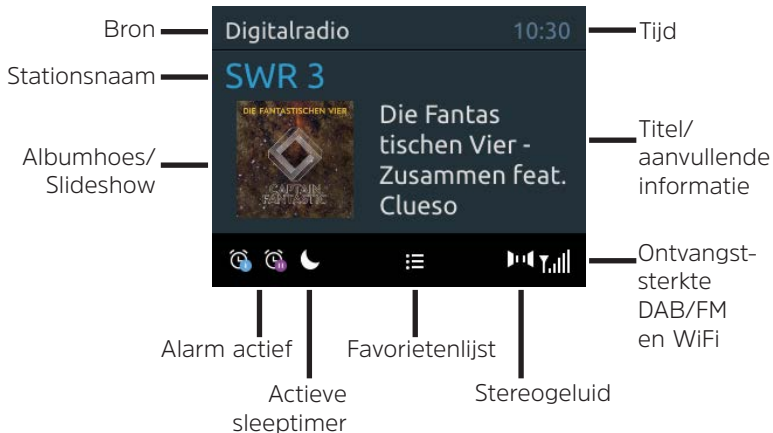 Bron
Digitalradio
10:30
Tijd
Stationsnaam
SWR 3
DIE FANTASTISCHEN VIER
CAPTAIN
FANTASTIC
Albumhoes/
Slideshow
Die Fantas
tischen Vier -
Zusammen feat.
Clueso
Titel/
aanvullende
informatie
Ontvangst-
sterkte
DAB/FM
en WiFi
Alarm actief
Favorietenlijst
Actieve
sleeptimer
Stereogeluid